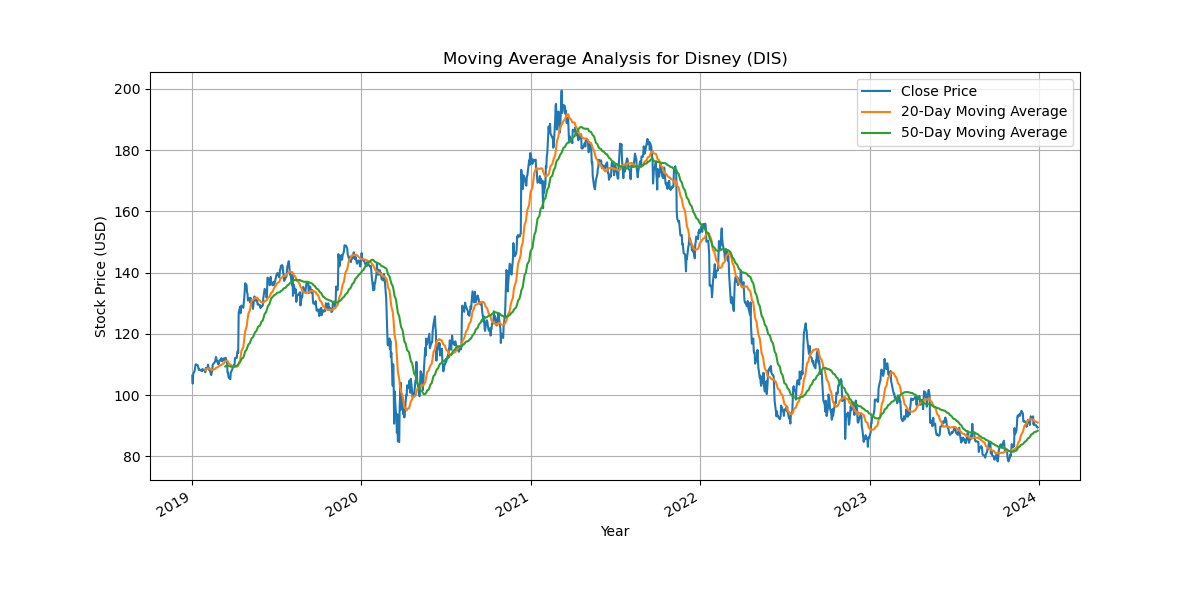 Moving Average Analysis for Disney (DIS)
Close Price
20-Day Moving Average
50-Day Moving Average
Stock Price (USD)
200
180
160
140
120
100
80
2019
2020
2021
2022
2023
2024
Year